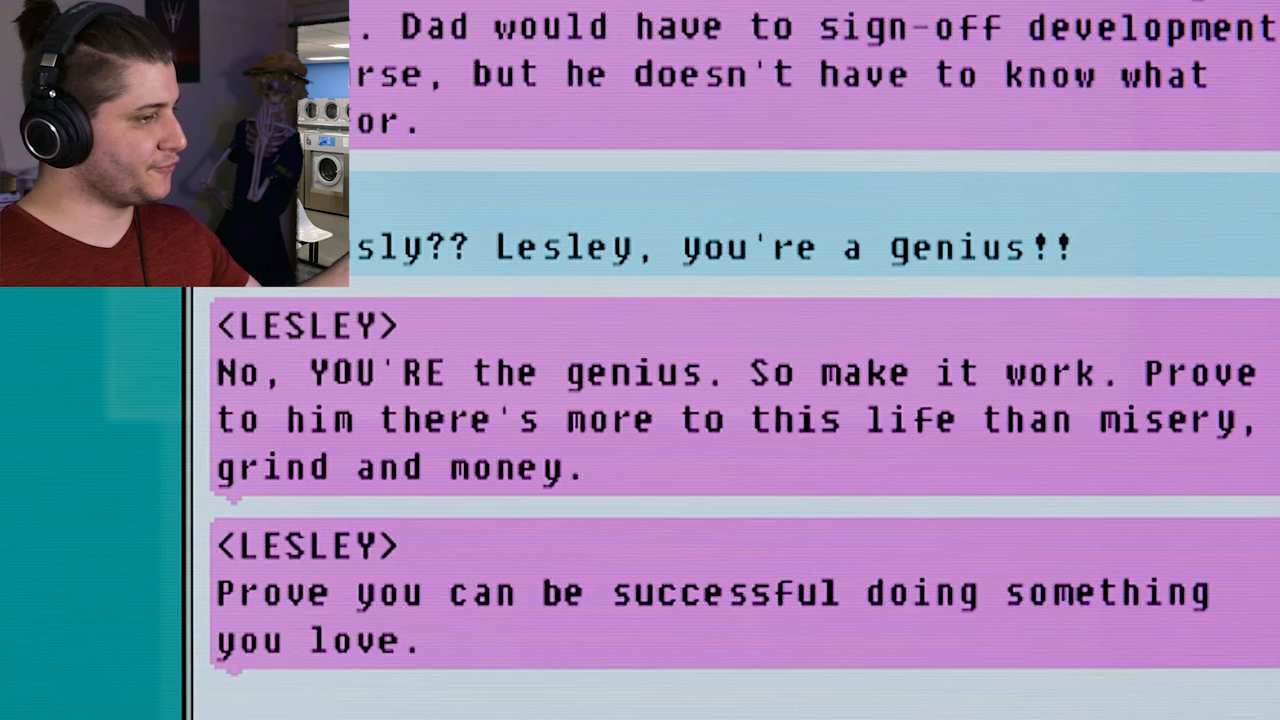 . Dad would have to sign-off development
rse, but he doesn't have to know what
or.
sly?? Lesley, you're a genius!!
<LESLEY>
No, YOU'RE the genius. So make it work. Prove
to him there's more to this life than misery,
grind and money.
<LESLEY>
Prove you can be successful doing something
you love.